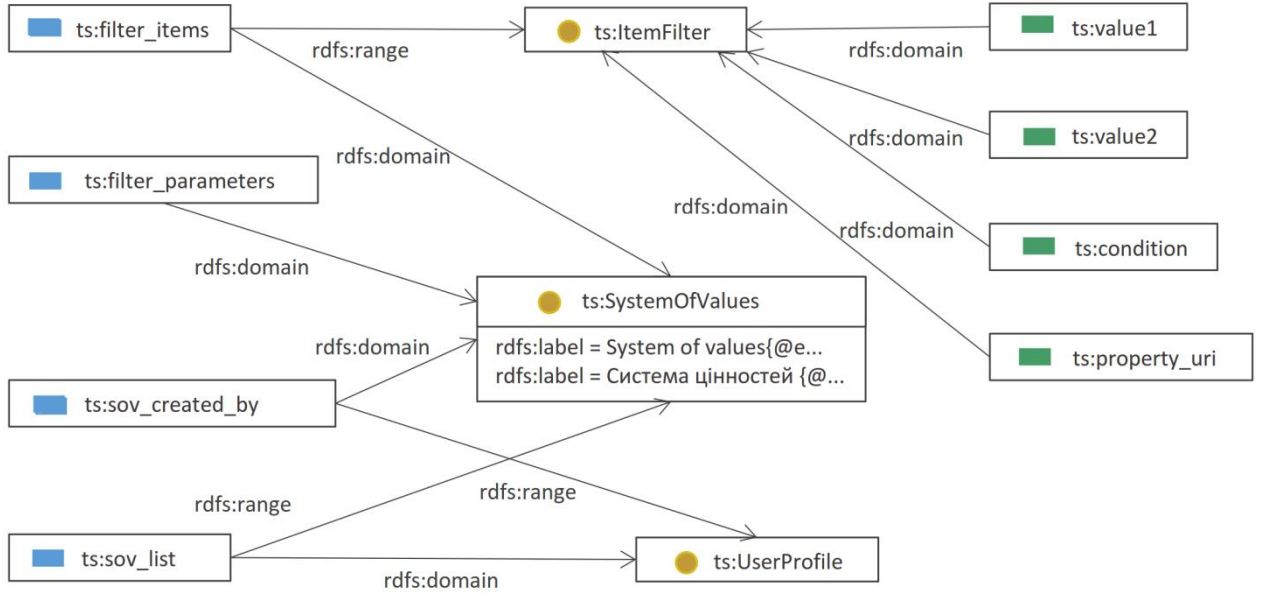 ts:filter_items
rdfs:range
ts:ItemFilter
ts:value1
rdfs:domain
ts:value2
rdfs:domain
rdfs:domain
ts:filter_parameters
rdfs:domain
rdfs:domain
ts:condition
rdfs:domain
ts:SystemOfValues
rdfs:label = System of values{@e...
rdfs:label = Система цінностей {@...
rdfs:domain
ts:property_uri
ts:sov_created_by
rdfs:range
rdfs:range
ts:sov_list
rdfs:domain
ts:UserProfile